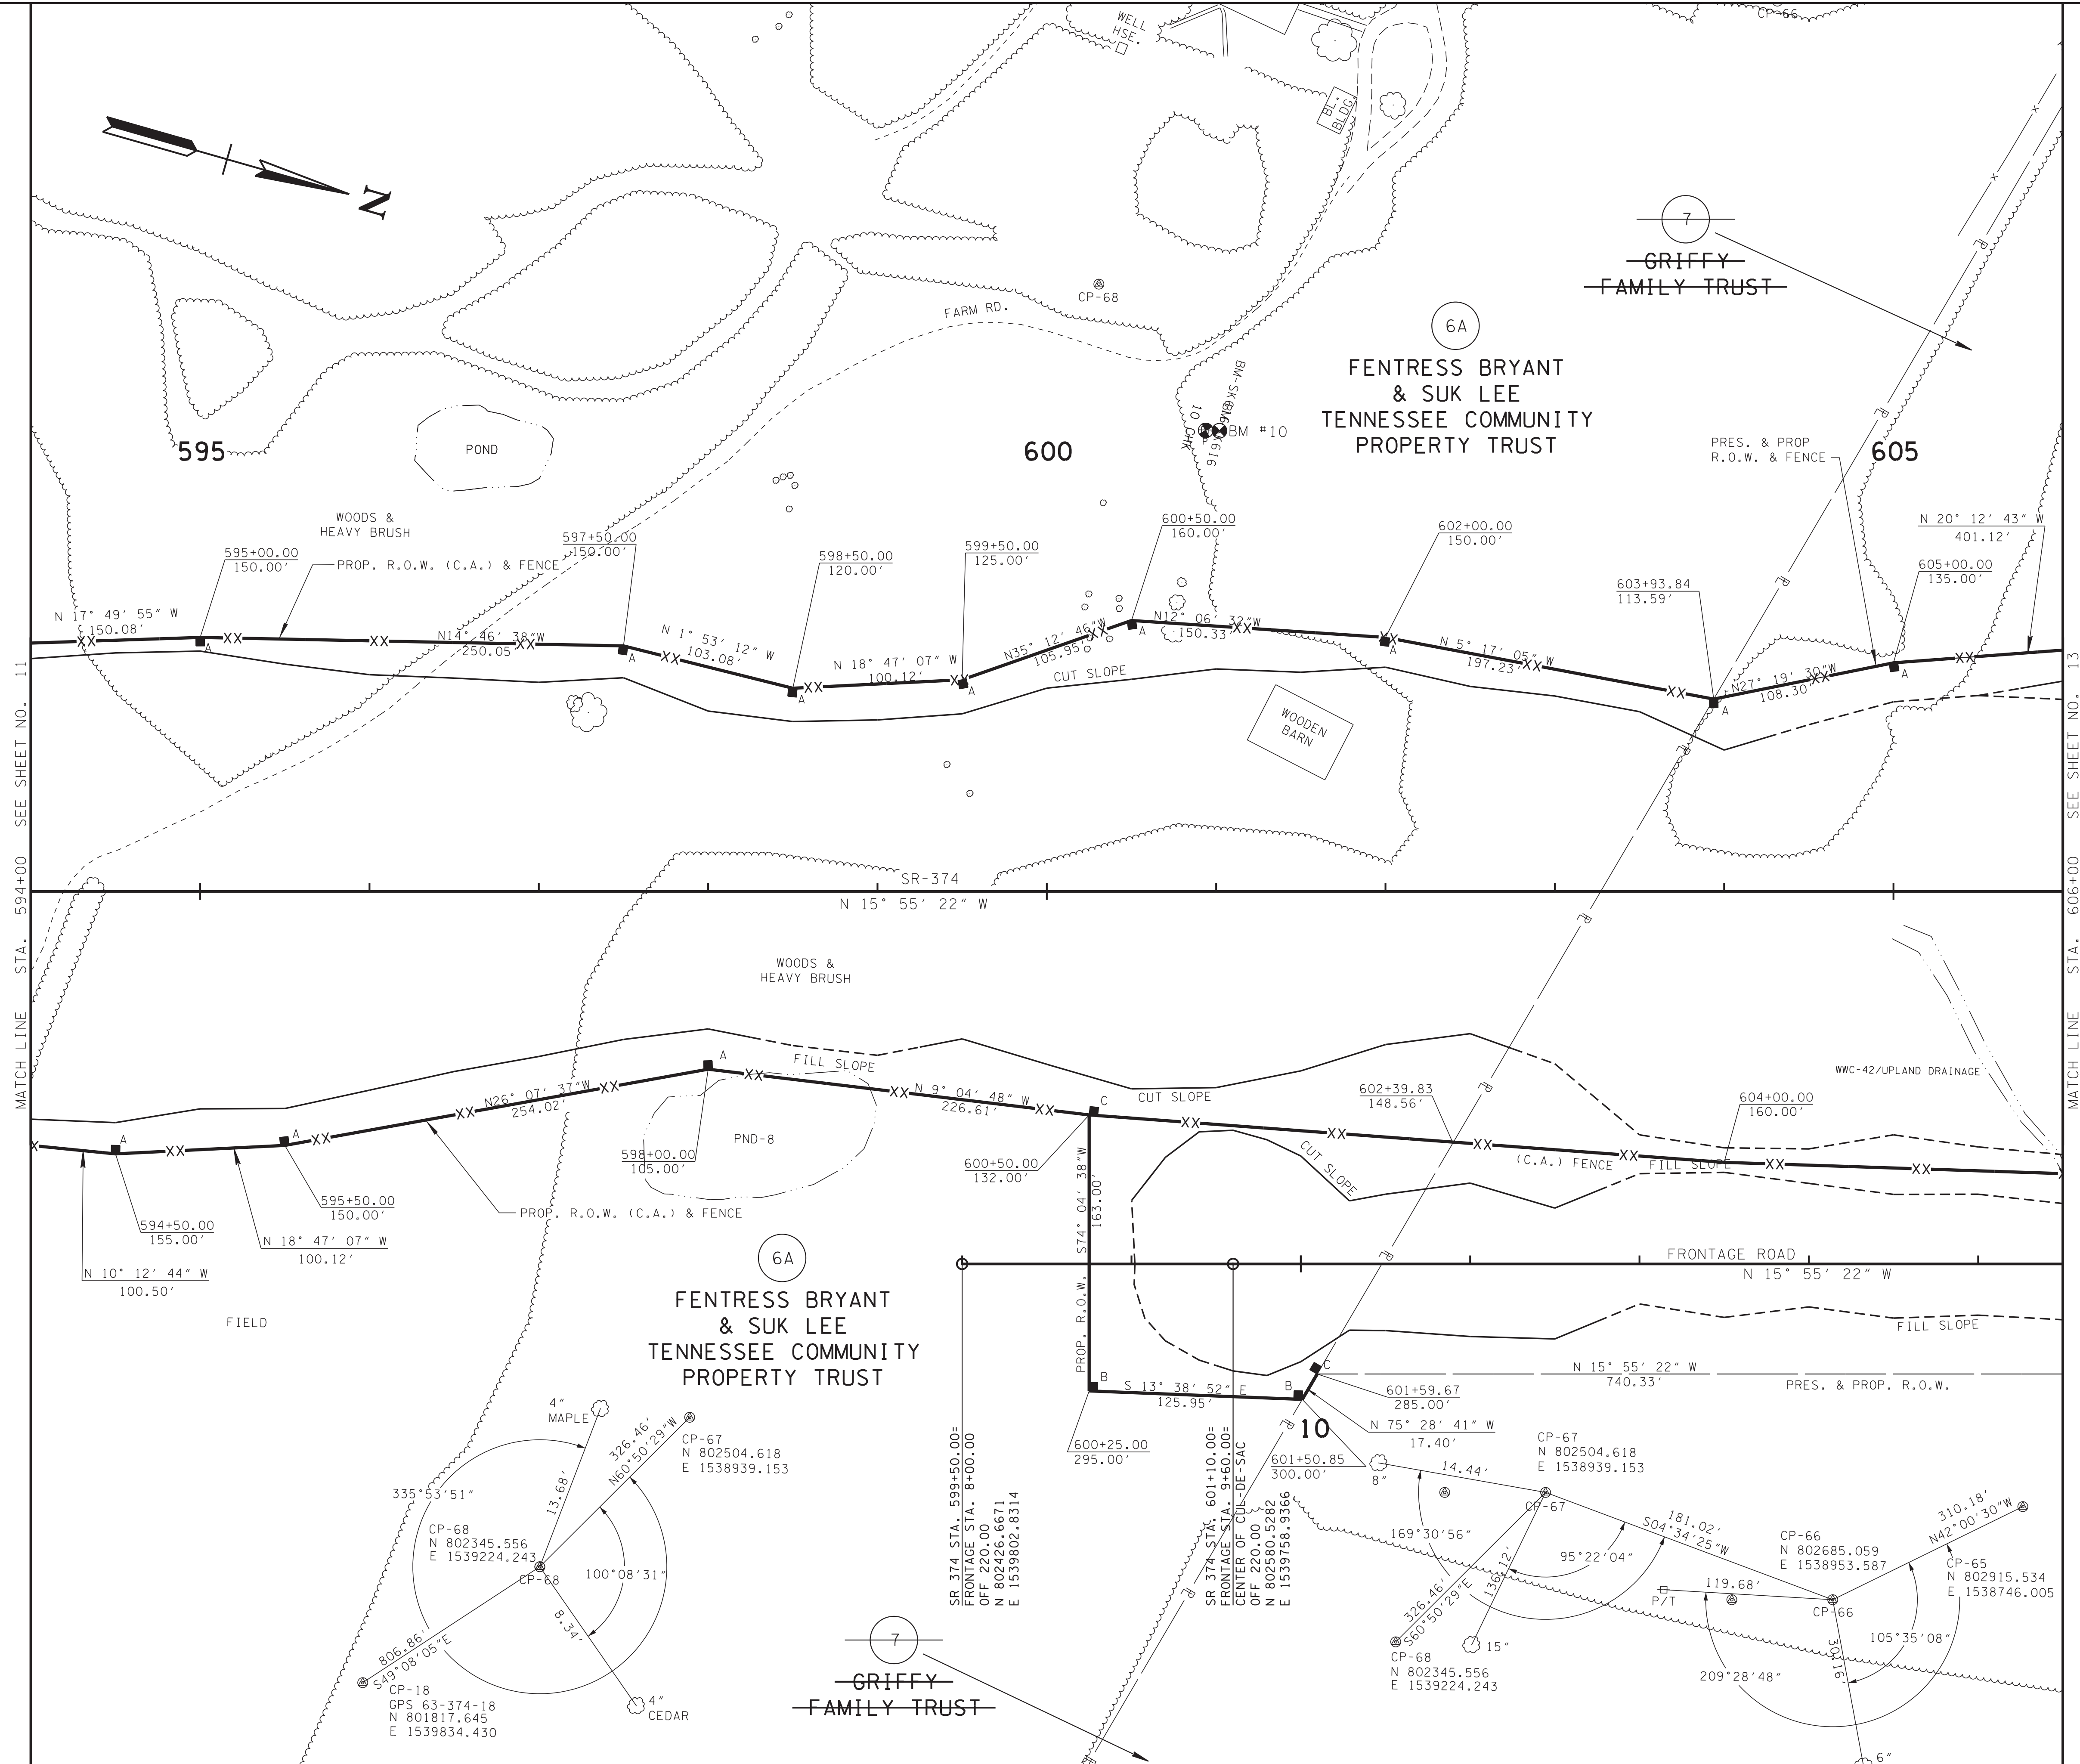 CP-66
WELL
HSE.
BL.
BLDG.
N
7
GRIFFY
FAMILY TRUST
CP-68
FARM RD.
6A
FENTRESS BRYANT
& SUK LEE
TENNESSEE COMMUNITY
PROPERTY TRUST
BM #10
595
POND
600
PRES. & PROP
R.O.W. & FENCE
605
WOODS &
HEAVY BRUSH
PROP. R.O.W. (C.A.) & FENCE
595+00.00
150.00'
597+50.00
150.00'
598+50.00
120.00'
599+50.00
125.00'
600+50.00
160.00'
602+00.00
150.00'
603+93.84
113.59'
605+00.00
135.00'
N 20° 12' 43" W
401.12'
N 17° 49' 55" W
150.08'
A
N14° 46' 38"W
250.05'
A
N 1° 53' 12" W
103.08'
A
N 18° 47' 07" W
100.12'
A
N35° 12' 46"W
105.95'
A
N12° 06' 32"W
150.33'
A
N 5° 17' 05" W
197.23'
A
N27° 19' 30"W
108.30'
A
CUT SLOPE
WOODEN
BARN
MATCH LINE STA. 594+00 SEE SHEET NO. 11
MATCH LINE STA. 606+00 SEE SHEET NO. 13
SR-374
N 15° 55' 22" W
WOODS &
HEAVY BRUSH
WWC-42/UPLAND DRAINAGE
A
A
A
C
N26° 07' 37"W
254.02'
FILL SLOPE
N 9° 04' 48" W
226.61'
CUT SLOPE
602+39.83
148.56'
604+00.00
160.00'
PND-8
598+00.00
105.00'
600+50.00
132.00'
CUT SLOPE
(C.A.) FENCE
FILL SLOPE
594+50.00
155.00'
595+50.00
150.00'
N 18° 47' 07" W
100.12'
N 10° 12' 44" W
100.50'
PROP. R.O.W. (C.A.) & FENCE
FIELD
6A
FENTRESS BRYANT
& SUK LEE
TENNESSEE COMMUNITY
PROPERTY TRUST
PROP. R.O.W. S74° 04' 38"W
163.00'
FRONTAGE ROAD
N 15° 55' 22" W
FILL SLOPE
B
S 13° 38' 52" E
125.95'
B
C
N 15° 55' 22" W
740.33'
PRES. & PROP. R.O.W.
601+59.67
285.00'
N 75° 28' 41" W
17.40'
10
600+25.00
295.00'
601+50.85
300.00'
SR 374 STA. 599+50.00=
FRONTAGE STA. 8+00.00
OFF 220.00
N 802426.6671
E 1539802.8314
SR 374 STA. 601+10.00=
FRONTAGE STA. 9+60.00=
CENTER OF CUL-DE-SAC
OFF 220.00
N 802580.5282
E 1539758.9366
4"
MAPLE
326.46'
N60°50'29"W
CP-67
N 802504.618
E 1538939.153
13.68'
335°53'51"
CP-68
N 802345.556
E 1539224.243
CP-68
100°08'31"
8.34'
806.86'
S49°08'05"E
CP-18
GPS 63-374-18
N 801817.645
E 1539834.430
4"
CEDAR
7
GRIFFY
FAMILY TRUST
8"
14.44'
CP-67
N 802504.618
E 1538939.153
CP-67
169°30'56"
95°22'04"
181.02'
S04°34'25"W
326.46'
S60°50'29"E
136.12'
15"
CP-68
N 802345.556
E 1539224.243
CP-66
N 802685.059
E 1538953.587
310.18'
N42°00'30"W
CP-65
N 802915.534
E 1538746.005
119.68'
P/T
CP-66
105°35'08"
209°28'48"
30.16'
6"